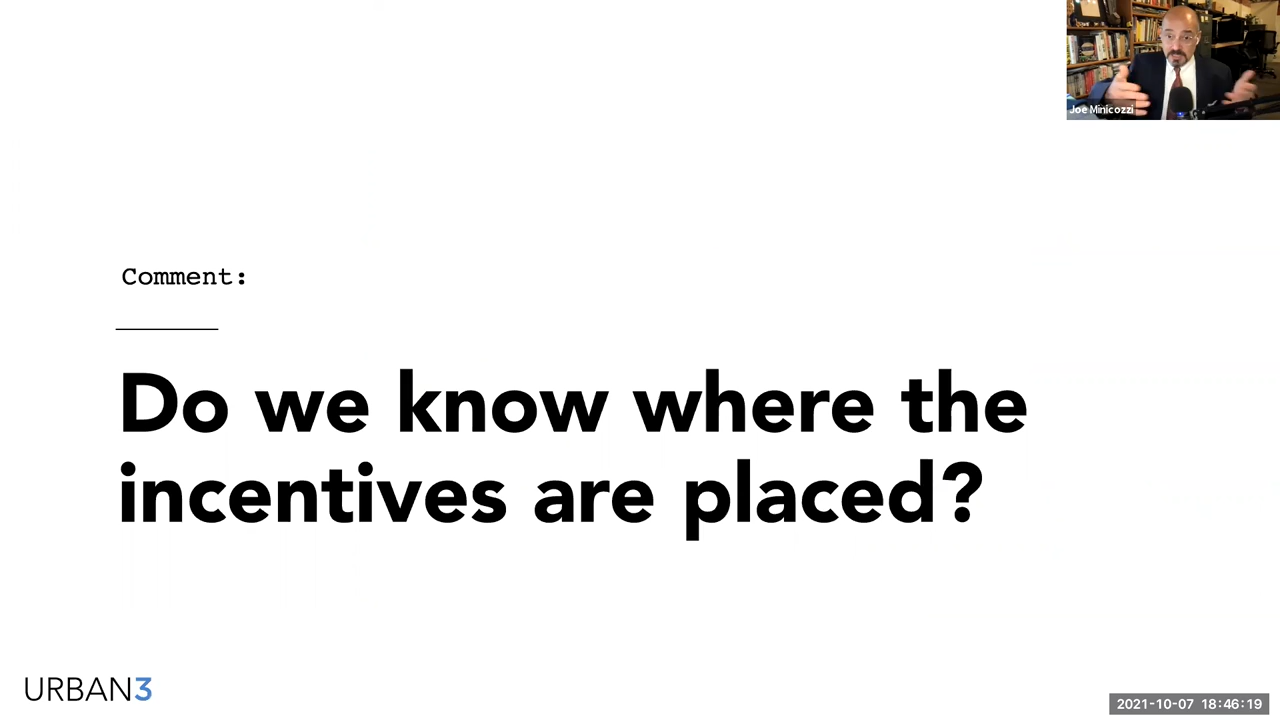 Joe Minicozzi
Comment:
Do we know where the
incentives are placed?
URBAN3
2021-10-07 18:46:19